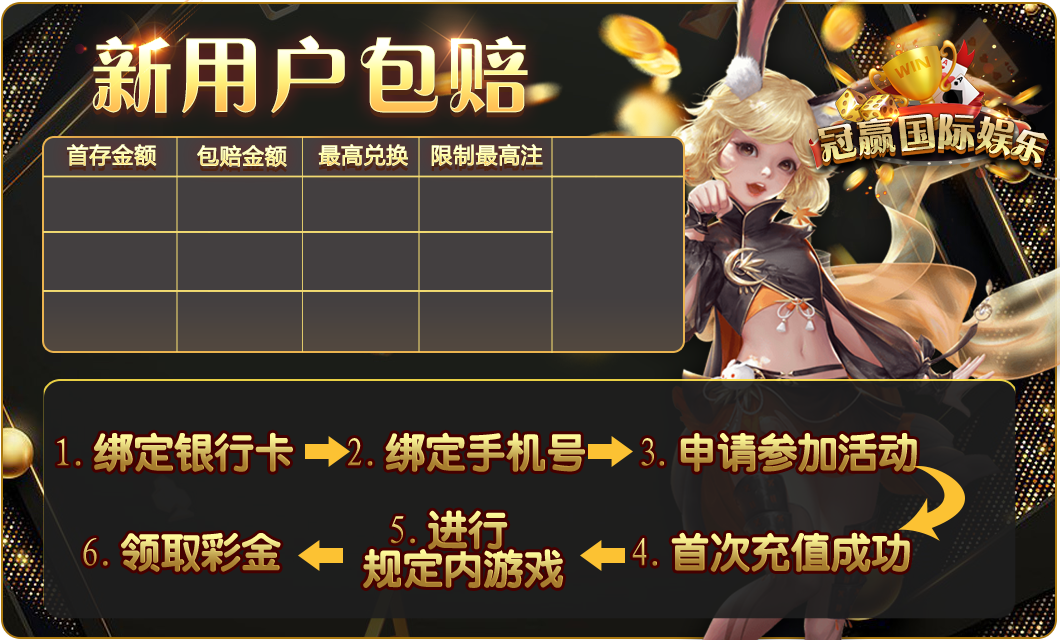 新用户包赔
WIN
冠赢国际娱乐
首存金额 包赔金额 最高兑换 限制最高注
1. 绑定银行卡 2. 绑定手机号 3. 申请参加活动
4. 首次充值成功
5. 进行
规定内游戏
6. 领取彩金